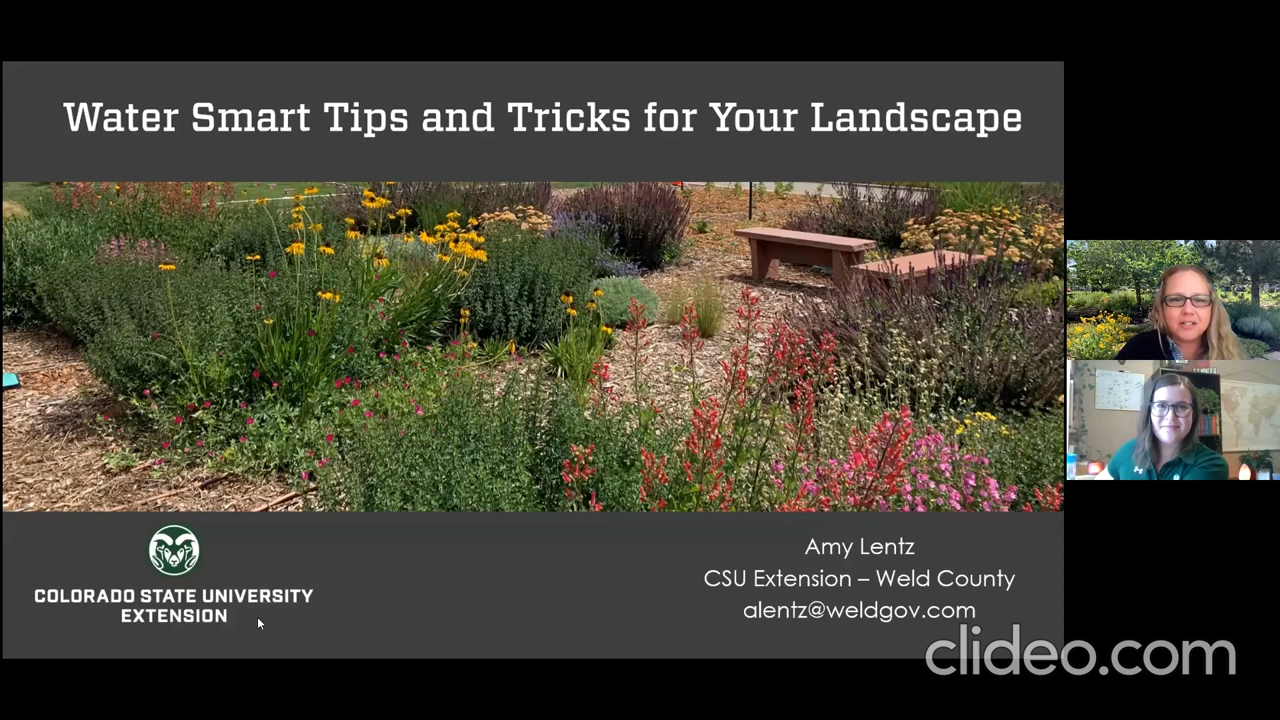 Water Smart Tips and Tricks for Your Landscape
COLORADO STATE UNIVERSITY
EXTENSION
Amy Lentz
CSU Extension – Weld County
alentz@weldgov.com
clideo.com